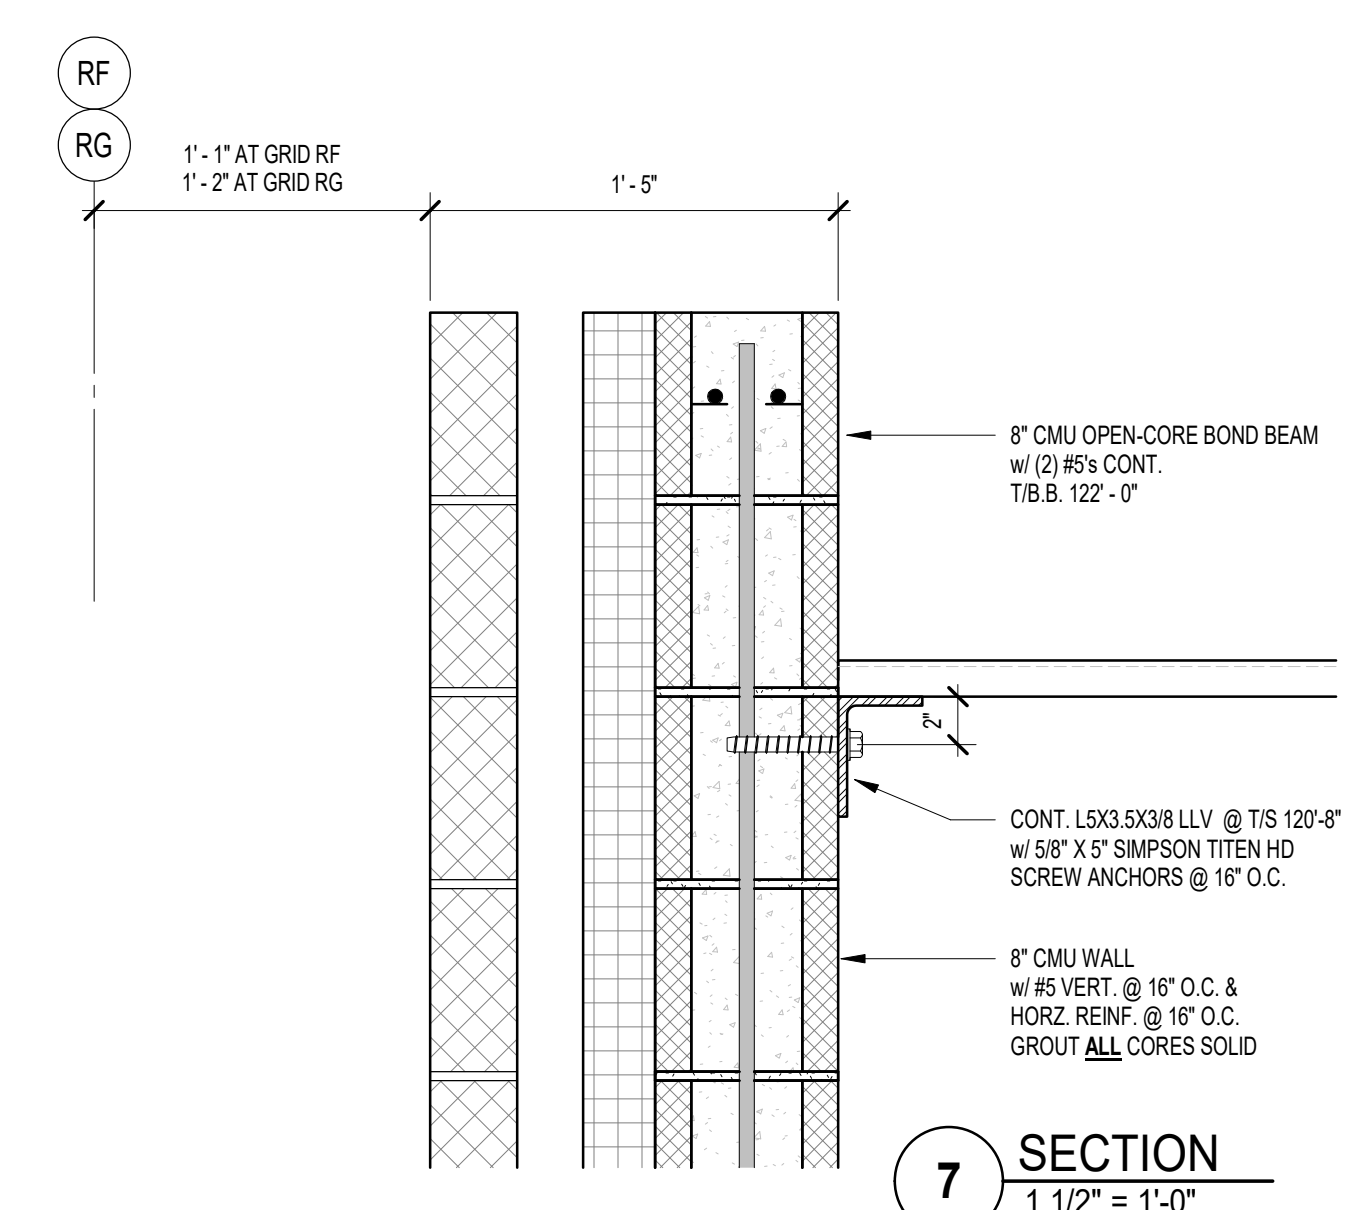 RF
RG
1' - 1" AT GRID RF
1' - 2" AT GRID RG
1' - 5"
8" CMU OPEN-CORE BOND BEAM
w/ (2) #5's CONT.
T/B.B. 122' - 0"
2"
CONT. L5X3.5X3/8 LLV @ T/S 120'-8"
w/ 5/8" X 5" SIMPSON TITEN HD
SCREW ANCHORS @ 16" O.C.
8" CMU WALL
w/ #5 VERT. @ 16" O.C. &
HORZ. REINF. @ 16" O.C.
GROUT ALL CORES SOLID
7
SECTION
1 1/2" = 1'-0"